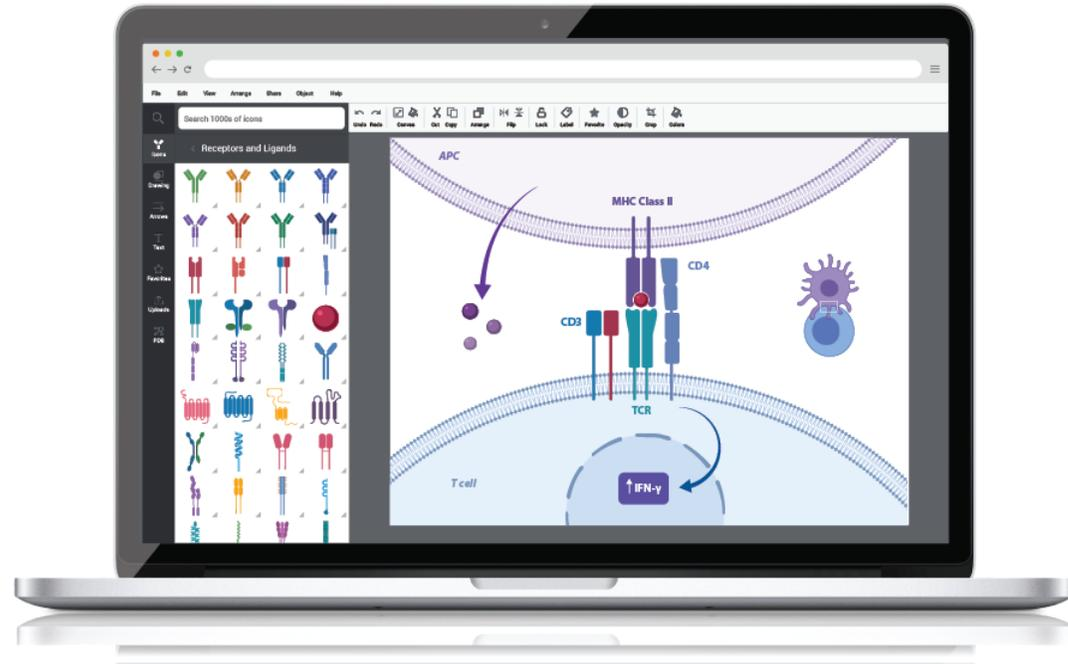 File Edit View Arrange Share Object Help
Search 1000s of icons
Undo Redo Canvas Cut Copy Arrange Flip Lock Label Favorite Opacity Crop Colors
Icons
Receptors and Ligands
Drawing
Arrows
Text
Favorites
Uploads
PDB
APC
MHC Class II
CD4
CD3
TCR
T cell
↑IFN-γ